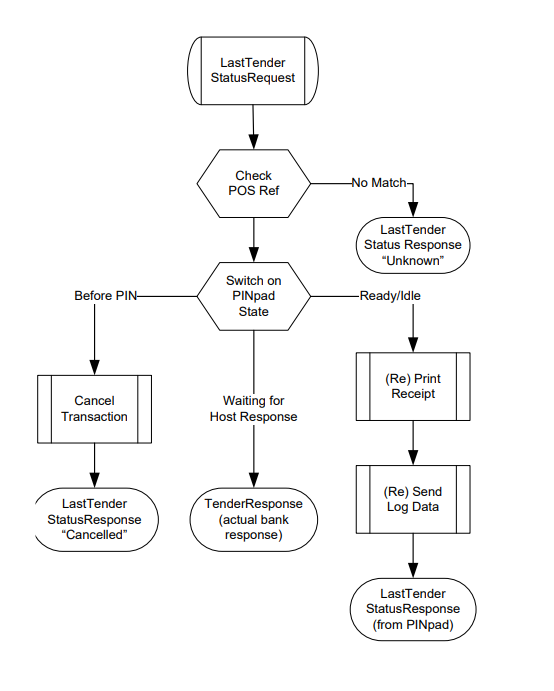 LastTender
StatusRequest
Check
POS Ref
No Match
LastTender
Status Response
“Unknown”
Switch on
PINpad
State
Before PIN
Ready/Idle
Cancel
Transaction
Waiting for
Host Response
(Re) Print
Receipt
LastTender
StatusResponse
“Cancelled”
TenderResponse
(actual bank
response)
(Re) Send
Log Data
LastTender
StatusResponse
(from PINpad)